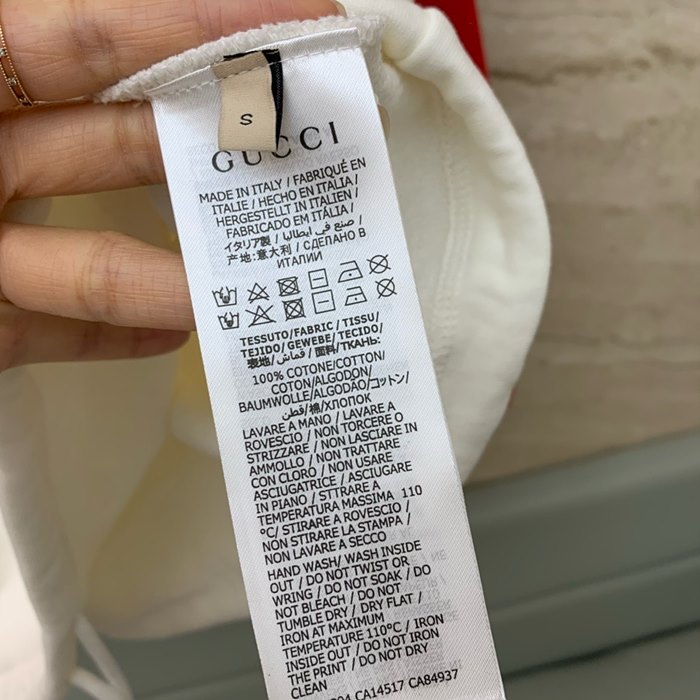 S
GUCCI
MADE IN ITALY / FABRIQUÉ EN
ITALIE / HECHO EN ITALIA /
HERGESTELLT IN ITALIEN /
FABRICADO EM ITÁLIA /
イタリア製 / صنع في ايطاليا /
产地:意大利 / СДЕЛАНО В
ИТАЛИИ
TESSUTO/FABRIC / TISSU/
TEJIDO / GEWEBE / TECIDO/
表地/ قماش / 面料/ТКАНЬ:
100% COTONE/COTTON/
COTON/ALGODON/
BAUMWOLLE/ALGODÃO/コットン/
قطن/棉/ХЛОПОК
LAVARE A MANO / LAVARE A
ROVESCIO / NON TORCERE O
STRIZZARE / NON LASCIARE IN
AMMOLLO / NON TRATTARE
CON CLORO / NON USARE
ASCIUGATRICE / ASCIUGARE
IN PIANO / STTRARE A
TEMPERATURA MASSIMA 110
°C/ STIRARE A ROVESCIO /
NON STIRARE LA STAMPA /
NON LAVARE A SECCO
HAND WASH/ WASH INSIDE
OUT / DO NOT TWIST OR
WRING / DO NOT SOAK / DO
NOT BLEACH / DO NOT
TUMBLE DRY / DRY FLAT /
IRON AT MAXIMUM
TEMPERATURE 110°C / IRON
INSIDE OUT / DO NOT IRON
THE PRINT / DO NOT DRY
CLEAN
CA14517 CA84937